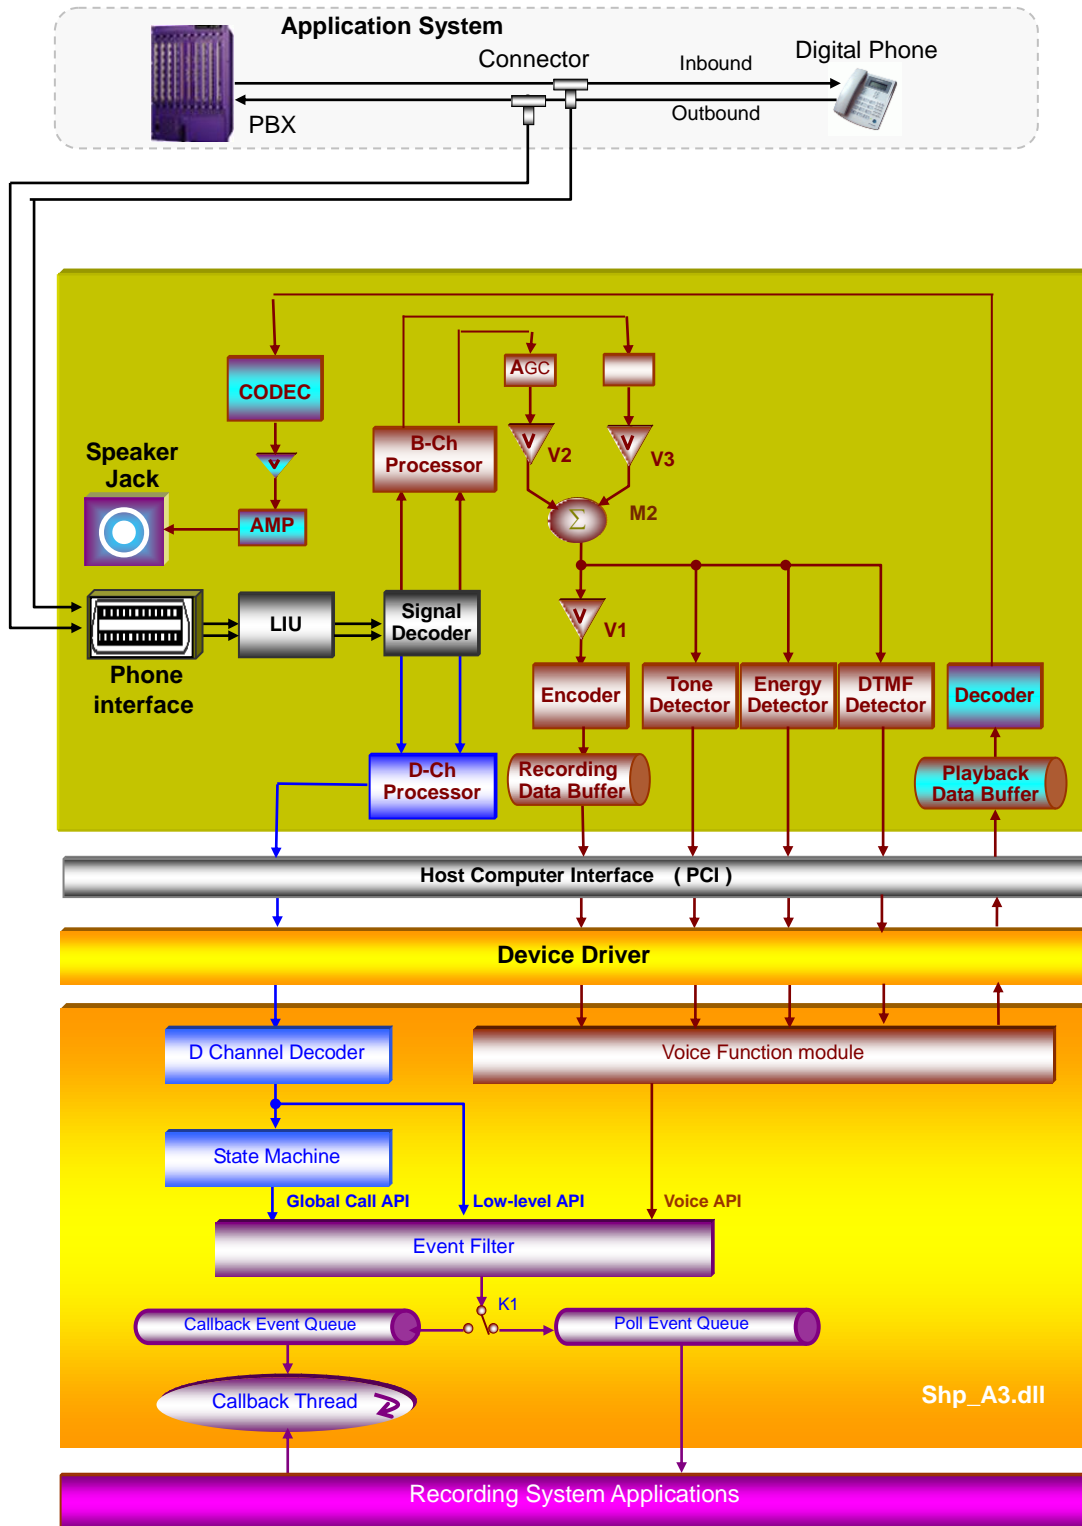 Application System
Connector
Digital Phone
Inbound
Outbound
PBX
AGC
CODEC
V
B-Ch
Processor
V
V2
V
V3
Speaker
Jack
AMP
Σ
M2
LIU
Signal
Decoder
V
V1
Phone
interface
Encoder
Tone
Detector
Energy
Detector
DTMF
Detector
Decoder
D-Ch
Processor
Recording
Data Buffer
Playback
Data Buffer
Host Computer Interface ( PCI )
Device Driver
D Channel Decoder
Voice Function module
State Machine
Global Call API
Low-level API
Voice API
Event Filter
K1
Callback Event Queue
Poll Event Queue
Callback Thread
Shp_A3.dll
Recording System Applications